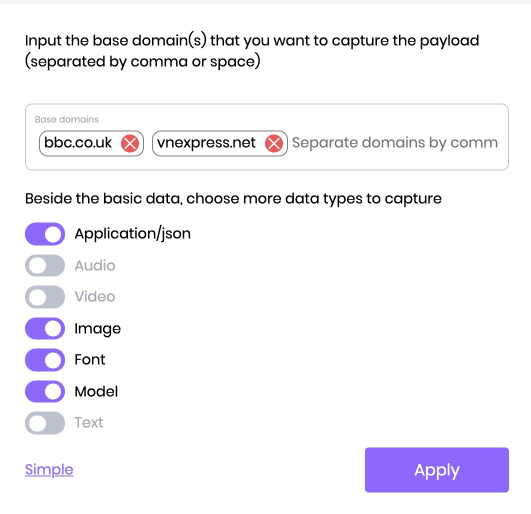 Input the base domain(s) that you want to capture the payload
(separated by comma or space)
Base domains
bbc.co.uk vnexpress.net Separate domains by comm
Beside the basic data, choose more data types to capture
Application/json
Audio
Video
Image
Font
Model
Text
Simple Apply